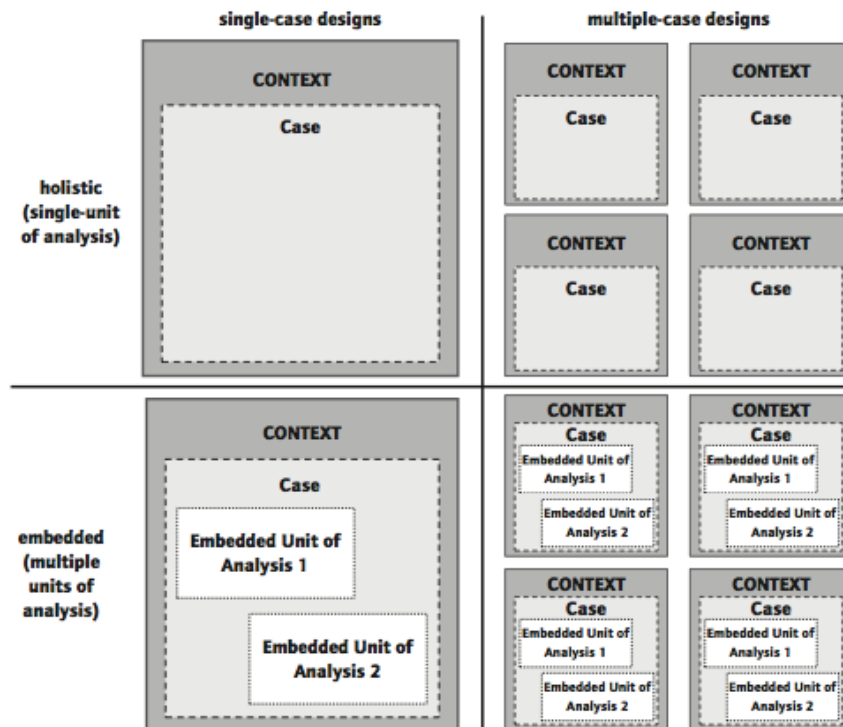 single-case designs
multiple-case designs
CONTEXT
Case
CONTEXT
Case
CONTEXT
Case
holistic
(single-unit
of analysis)
CONTEXT
Case
CONTEXT
Case
CONTEXT
Case
Embedded Unit of
Analysis 1
Embedded Unit of
Analysis 2
CONTEXT
Case
Embedded Unit of
Analysis 1
Embedded Unit of
Analysis 2
CONTEXT
Case
Embedded Unit of
Analysis 1
Embedded Unit of
Analysis 2
embedded
(multiple
units of
analysis)
CONTEXT
Case
Embedded Unit of
Analysis 1
Embedded Unit of
Analysis 2
CONTEXT
Case
Embedded Unit of
Analysis 1
Embedded Unit of
Analysis 2